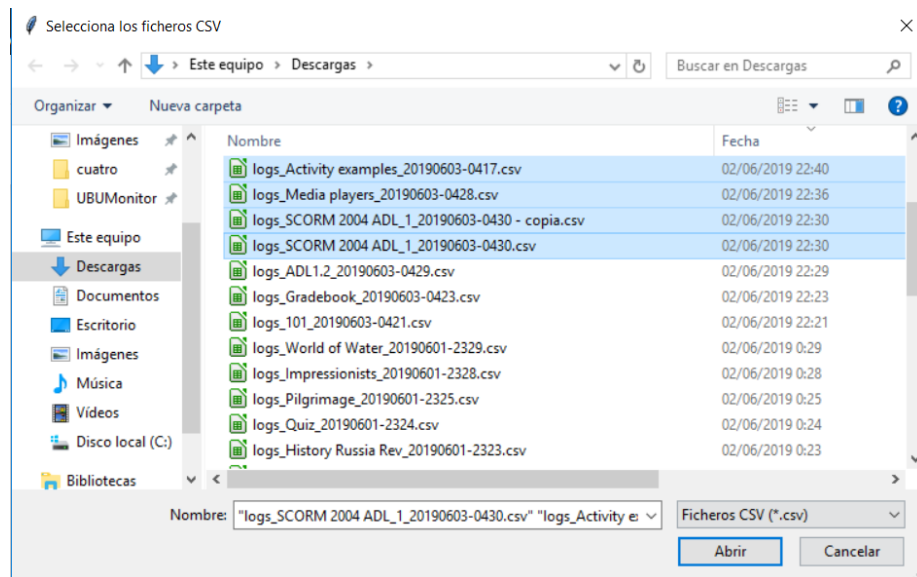 Selecciona los ficheros CSV
Este equipo > Descargas >
Buscar en Descargas
Organizar
Nueva carpeta
Imágenes
cuatro
UBUMonitor
Este equipo
Descargas
Documentos
Escritorio
Imágenes
Música
Vídeos
Disco local (C:)
Bibliotecas
Nombre Fecha
logs_Activity examples_20190603-0417.csv 02/06/2019 22:40
logs_Media players_20190603-0428.csv 02/06/2019 22:36
logs_SCORM 2004 ADL_1_20190603-0430 - copia.csv 02/06/2019 22:30
logs_SCORM 2004 ADL_1_20190603-0430.csv 02/06/2019 22:30
logs_ADL1.2_20190603-0429.csv 02/06/2019 22:29
logs_Gradebook_20190603-0423.csv 02/06/2019 22:23
logs_101_20190603-0421.csv 02/06/2019 22:21
logs_World of Water_20190601-2329.csv 02/06/2019 0:29
logs_Impressionists_20190601-2328.csv 02/06/2019 0:28
logs_Pilgrimage_20190601-2325.csv 02/06/2019 0:25
logs_Quiz_20190601-2324.csv 02/06/2019 0:24
logs_History Russia Rev_20190601-2323.csv 02/06/2019 0:23
Nombre: "logs_SCORM 2004 ADL_1_20190603-0430.csv" "logs_Activity
Ficheros CSV (*.csv)
Abrir
Cancelar